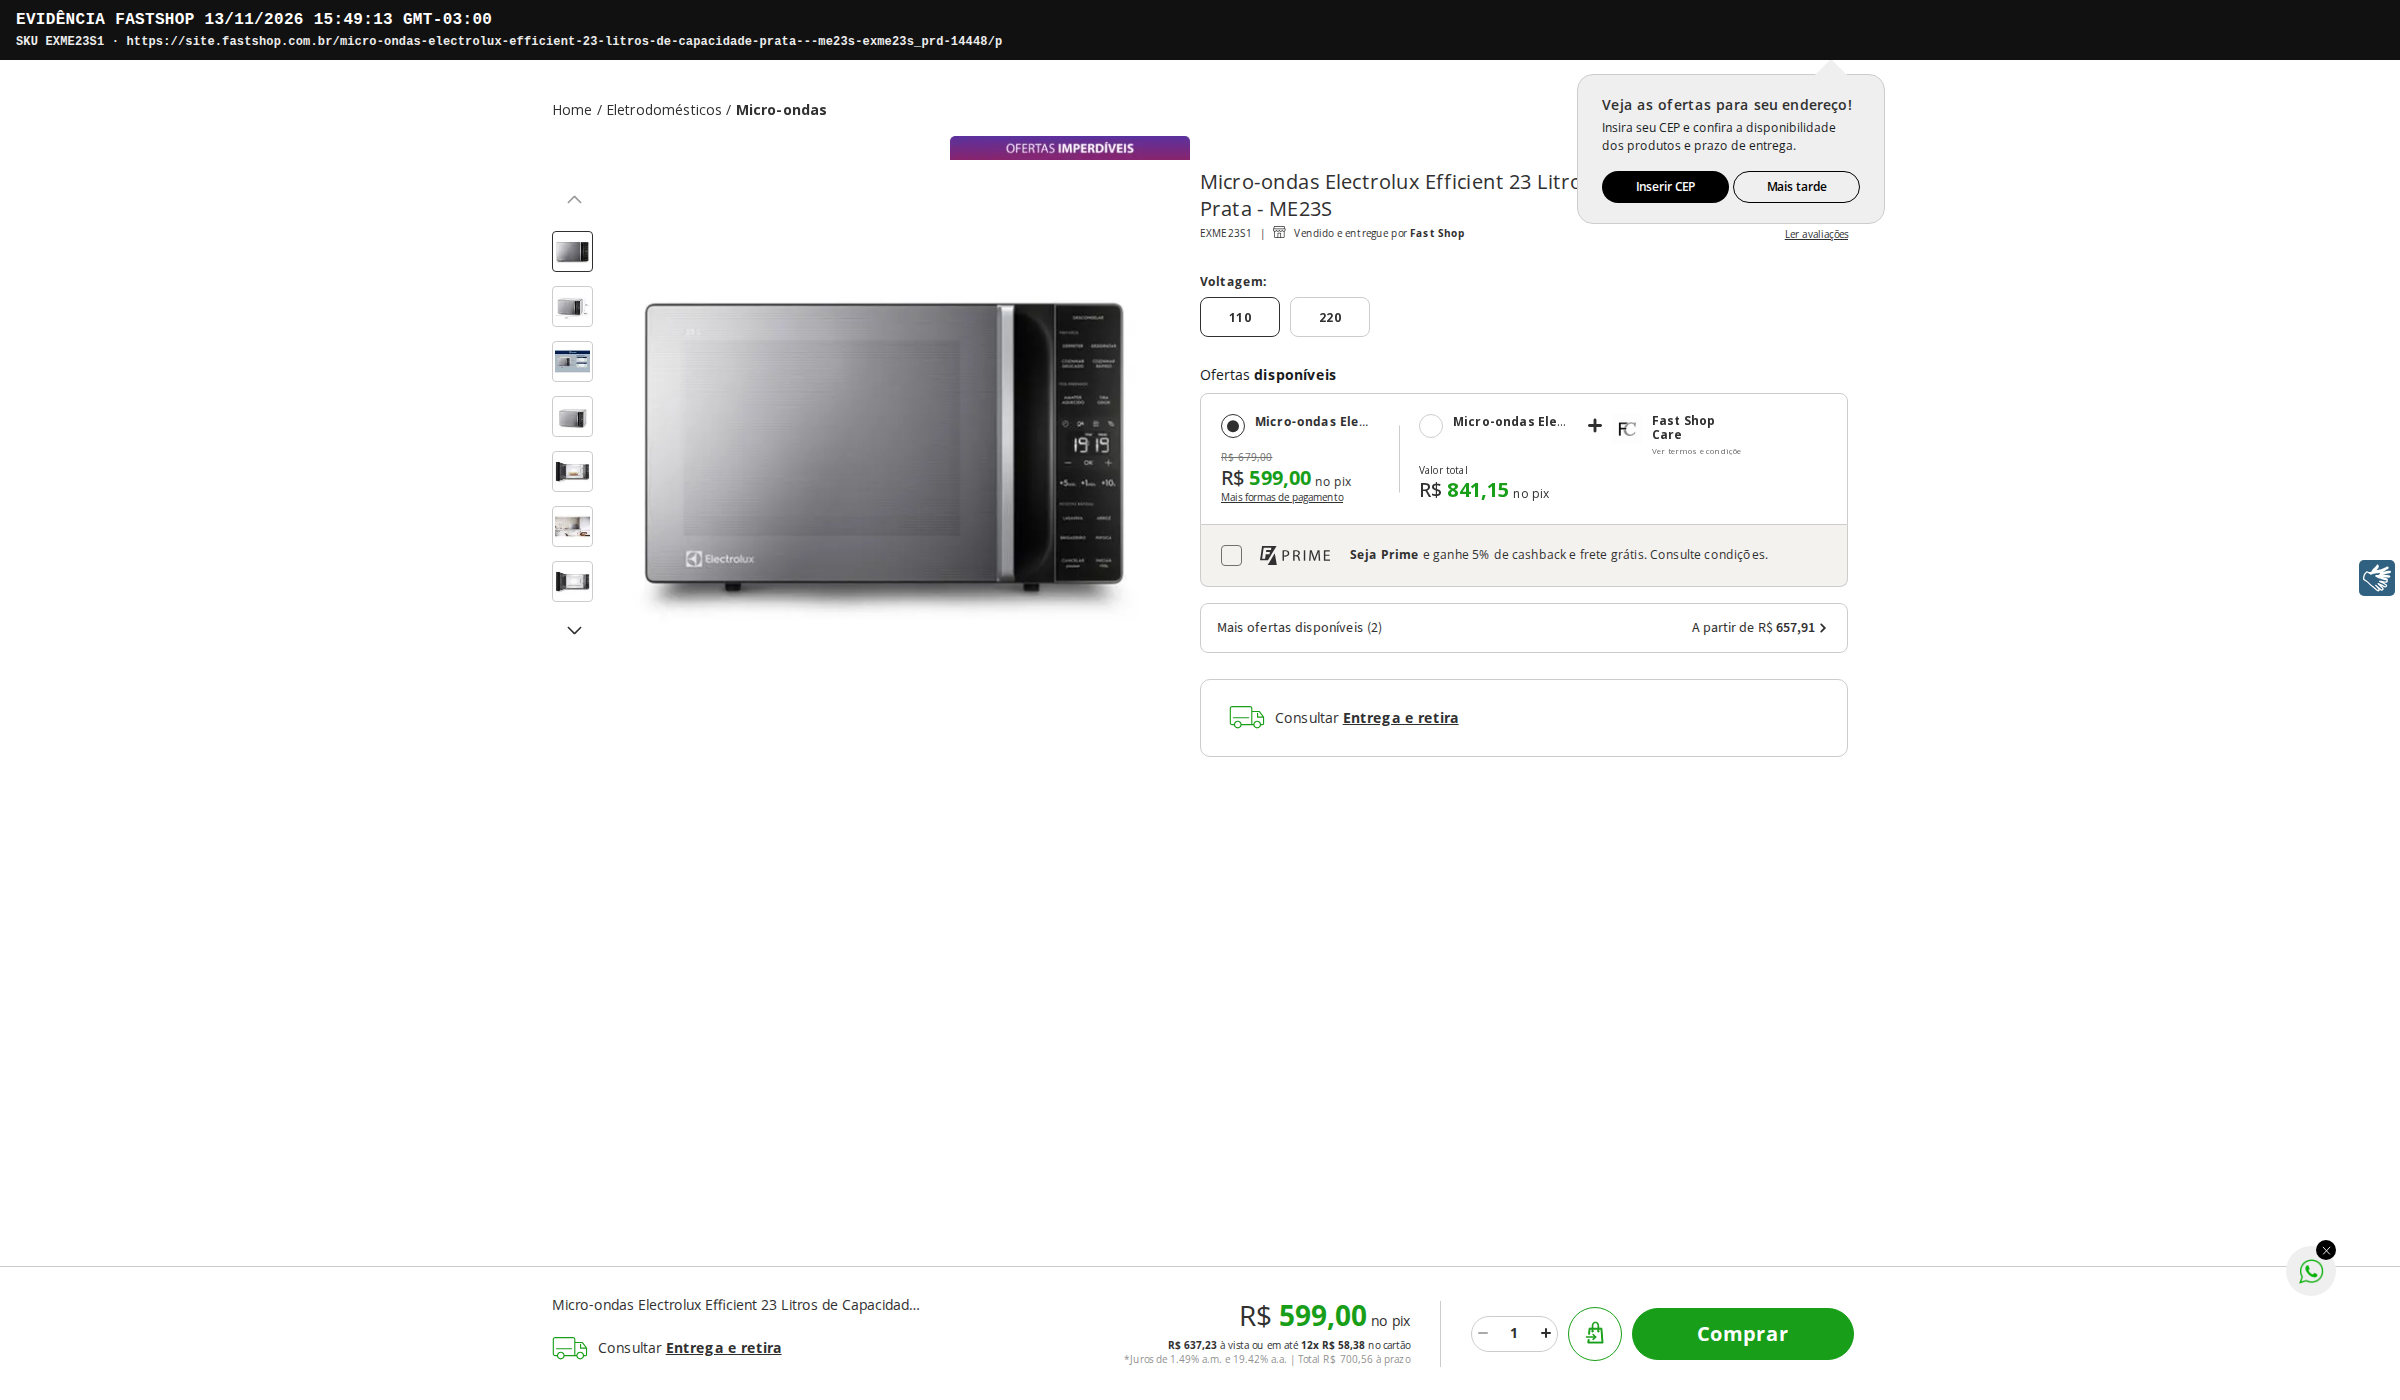 EVIDÊNCIA FASTSHOP 13/11/2026 15:49:13 GMT-03:00
SKU EXME23S1 · https://site.fastshop.com.br/micro-ondas-electrolux-efficient-23-litros-de-capacidade-prata---me23s-exme23s_prd-14448/p
Veja as ofertas para seu endereço!
Insira seu CEP e confira a disponibilidade
dos produtos e prazo de entrega.
Inserir CEP
Mais tarde
Home / Eletrodomésticos / Micro-ondas
OFERTAS IMPERDÍVEIS
Micro-ondas Electrolux Efficient 23 Litro
Prata - ME23S
EXME23S1 | Vendido e entregue por Fast Shop
Ler avaliações
Voltagem:
110
220
Ofertas disponíveis
Micro-ondas Ele...
R$ 679,00
R$ 599,00 no pix
Mais formas de pagamento
Micro-ondas Ele...
+
FC
Fast Shop
Care
Ver termos e condiçõe
Valor total
R$ 841,15 no pix
PRIME
Seja Prime e ganhe 5% de cashback e frete grátis. Consulte condições.
Mais ofertas disponíveis (2)
A partir de R$ 657,91
Consultar Entrega e retira
19:19
OK
Electrolux
Micro-ondas Electrolux Efficient 23 Litros de Capacidad...
Consultar Entrega e retira
R$ 599,00 no pix
R$ 637,23 à vista ou em até 12x R$ 58,38 no cartão
*Juros de 1.49% a.m. e 19.42% a.a. | Total R$ 700,56 à prazo
1
Comprar